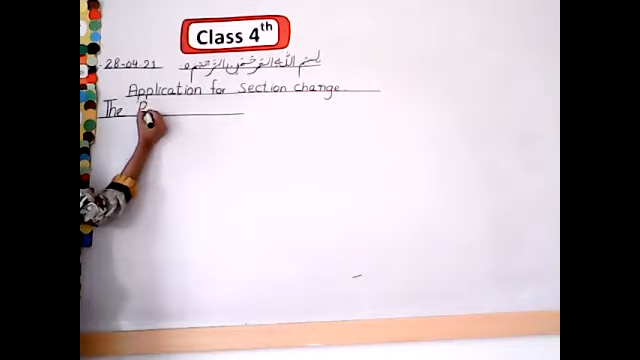 Class 4th
28-04-21 بسم اللہ الرحمٰن الرحیم
Application for Section change
The P